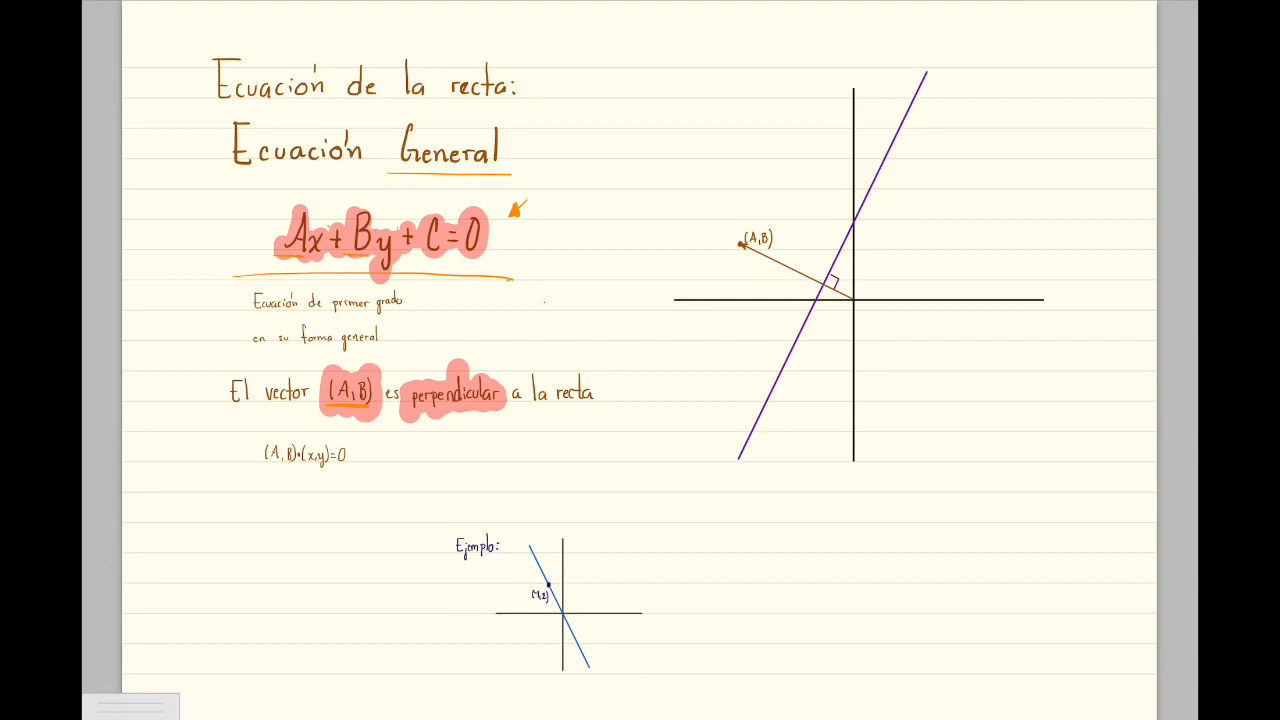 Ecuación de la recta:
Ecuación General
Ax + By + C = 0
Ecuación de primer grado
en su forma general
El vector (A,B) es perpendicular a la recta
(A,B)•(x,y)=0
(A,B)
Ejemplo: